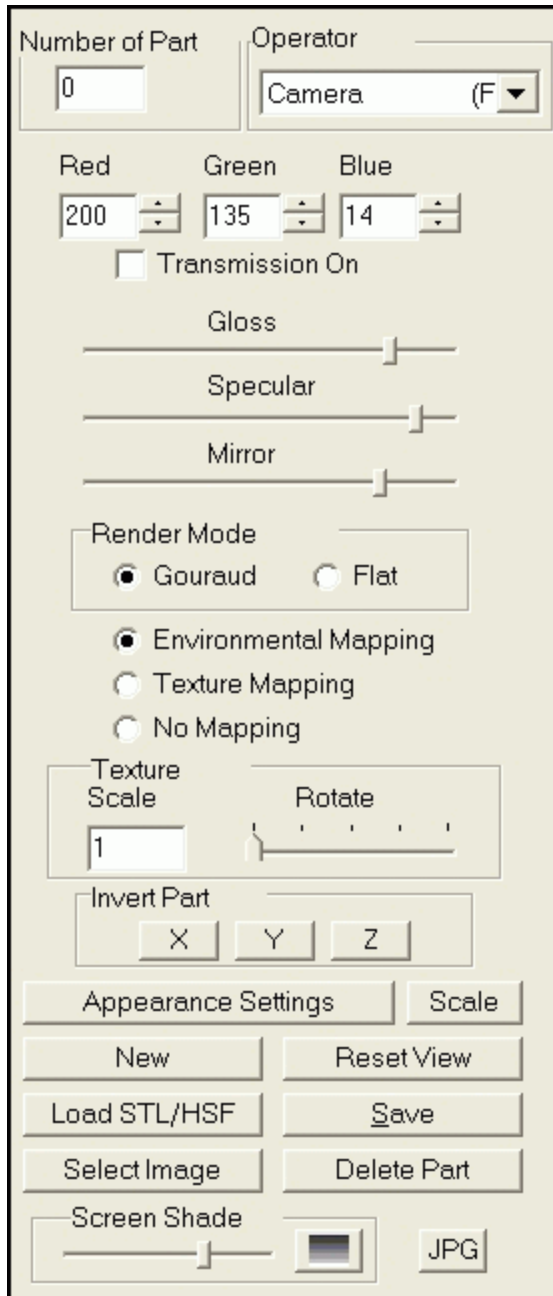 Number of Part Operator
0 Camera (F
Red Green Blue
200 135 14
Transmission On
Gloss
Specular
Mirror
Render Mode
Gouraud Flat
Environmental Mapping
Texture Mapping
No Mapping
Texture
Scale Rotate
1
Invert Part
X Y Z
Appearance Settings Scale
New Reset View
Load STL/HSF Save
Select Image Delete Part
Screen Shade
JPG